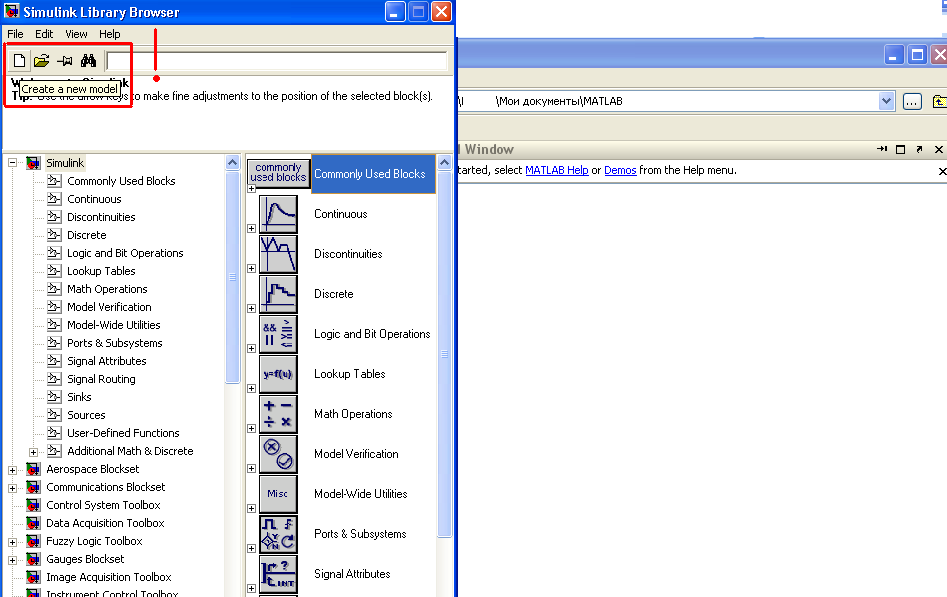 Simulink Library Browser
File Edit View Help
Create a new model
Tip: Use the arrow keys to make fine adjustments to the position of the selected block(s).
\Мои документы\MATLAB
...
Window
tarted, select MATLAB Help or Demos from the Help menu.
Simulink
Commonly Used Blocks
Continuous
Discontinuities
Discrete
Logic and Bit Operations
Lookup Tables
Math Operations
Model Verification
Model-Wide Utilities
Ports & Subsystems
Signal Attributes
Signal Routing
Sinks
Sources
User-Defined Functions
Additional Math & Discrete
Aerospace Blockset
Communications Blockset
Control System Toolbox
Data Acquisition Toolbox
Fuzzy Logic Toolbox
Gauges Blockset
Image Acquisition Toolbox
Instrument Control Toolbox
commonly
used blocks
Commonly Used Blocks
Continuous
Discontinuities
Discrete
Logic and Bit Operations
y=f(u)
Lookup Tables
Math Operations
Model Verification
Misc
Model-Wide Utilities
Ports & Subsystems
Signal Attributes